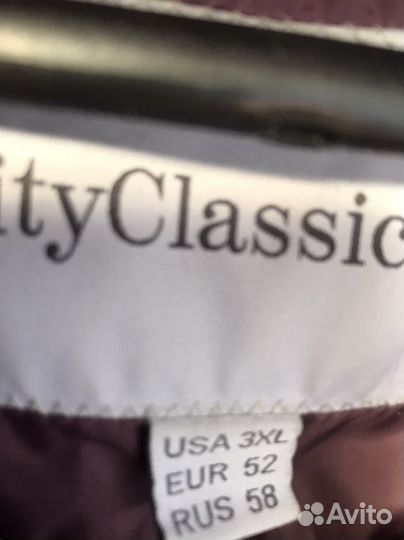 ityClassic
USA 3XL
EUR 52
RUS 58
Avito